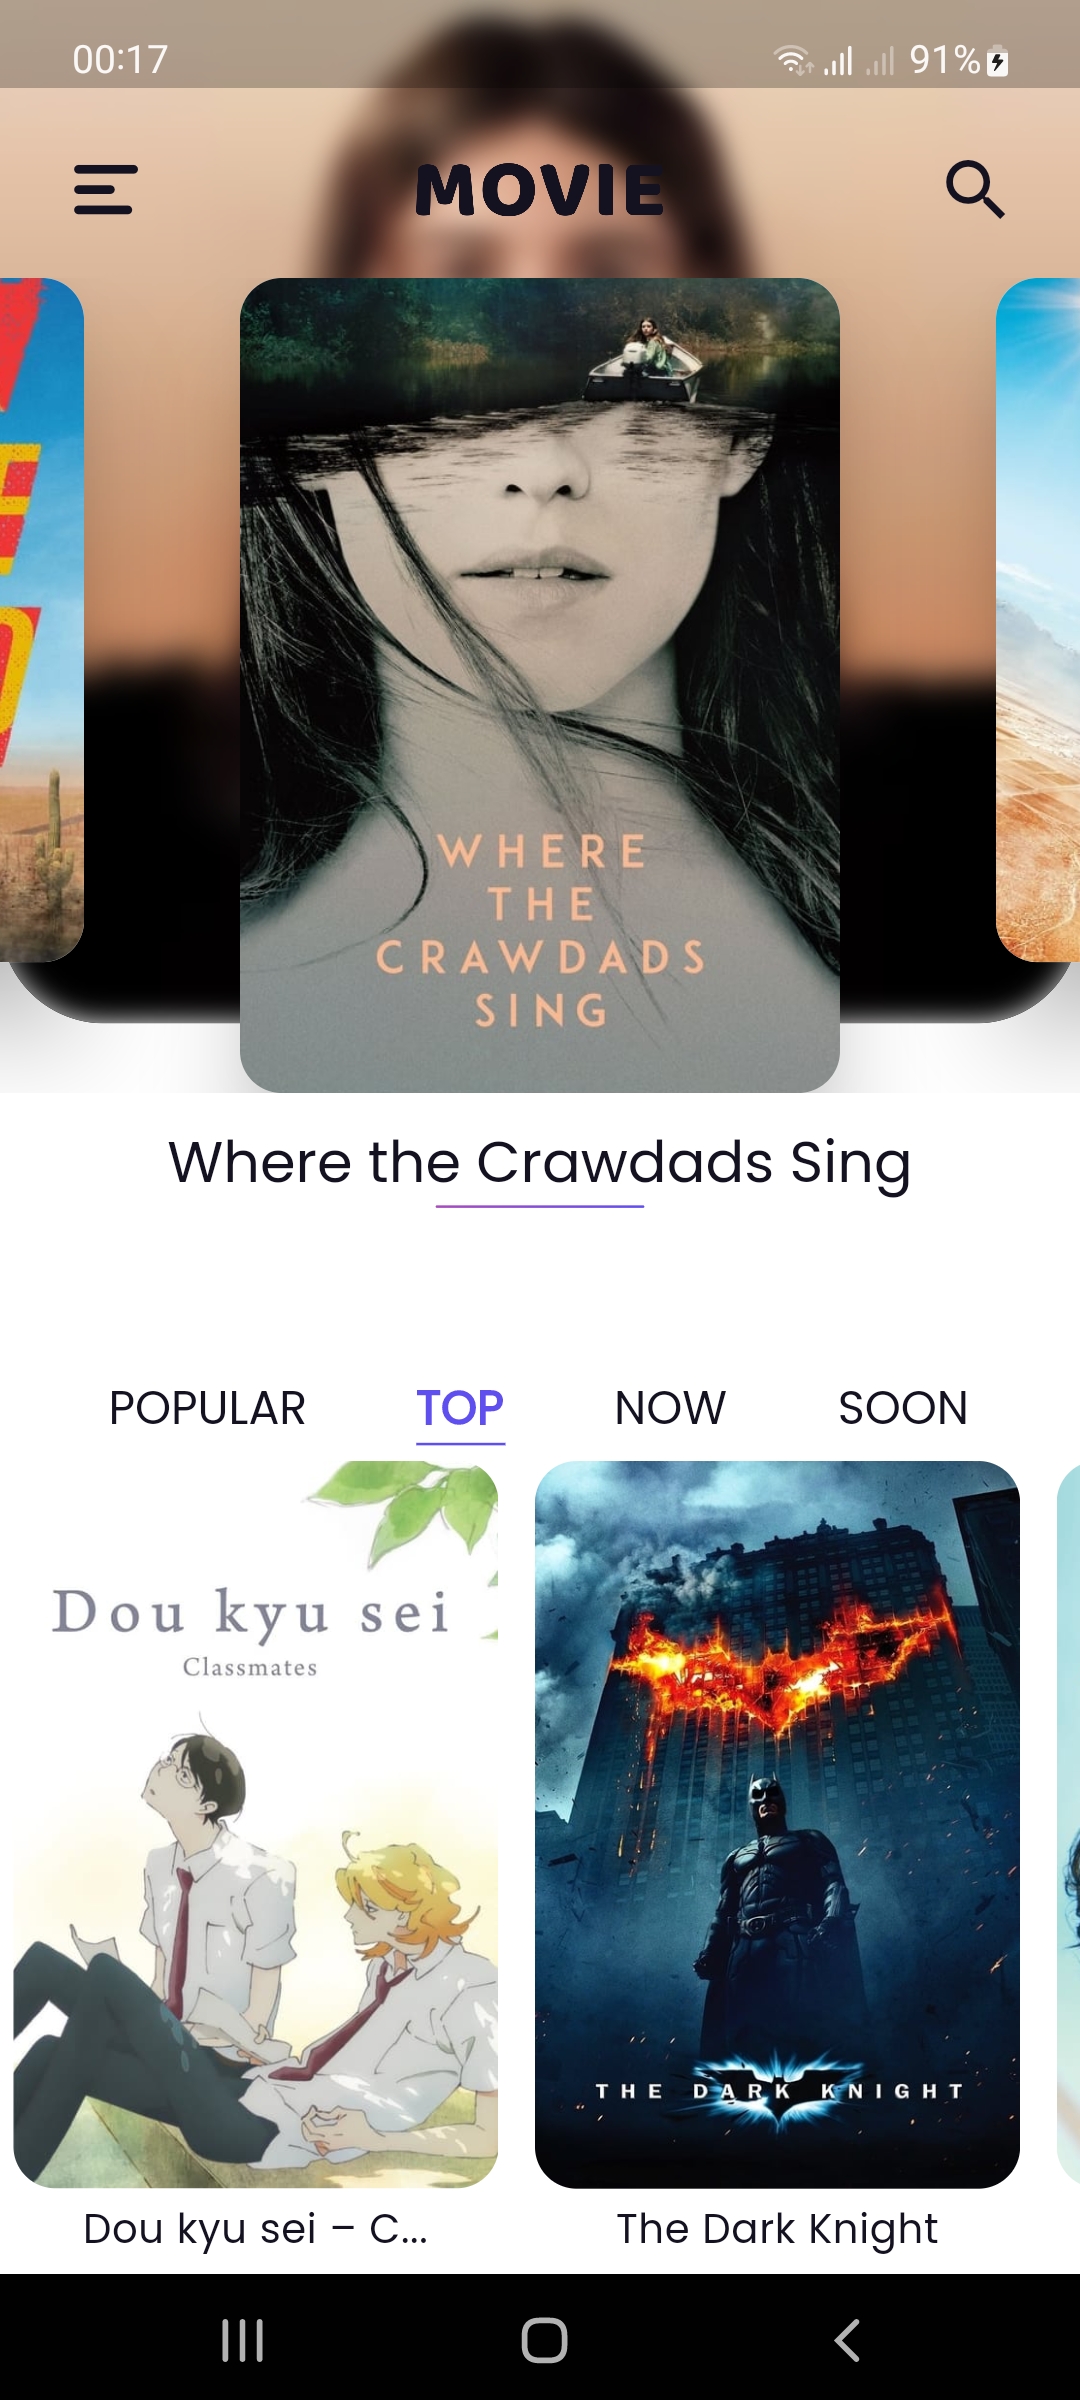 00:17
91%
MOVIE
WHERE
THE
CRAWDADS
SING
Where the Crawdads Sing
POPULAR
TOP
NOW
SOON
Dou kyu sei
Classmates
THE DARK KNIGHT
Dou kyu sei – C...
The Dark Knight